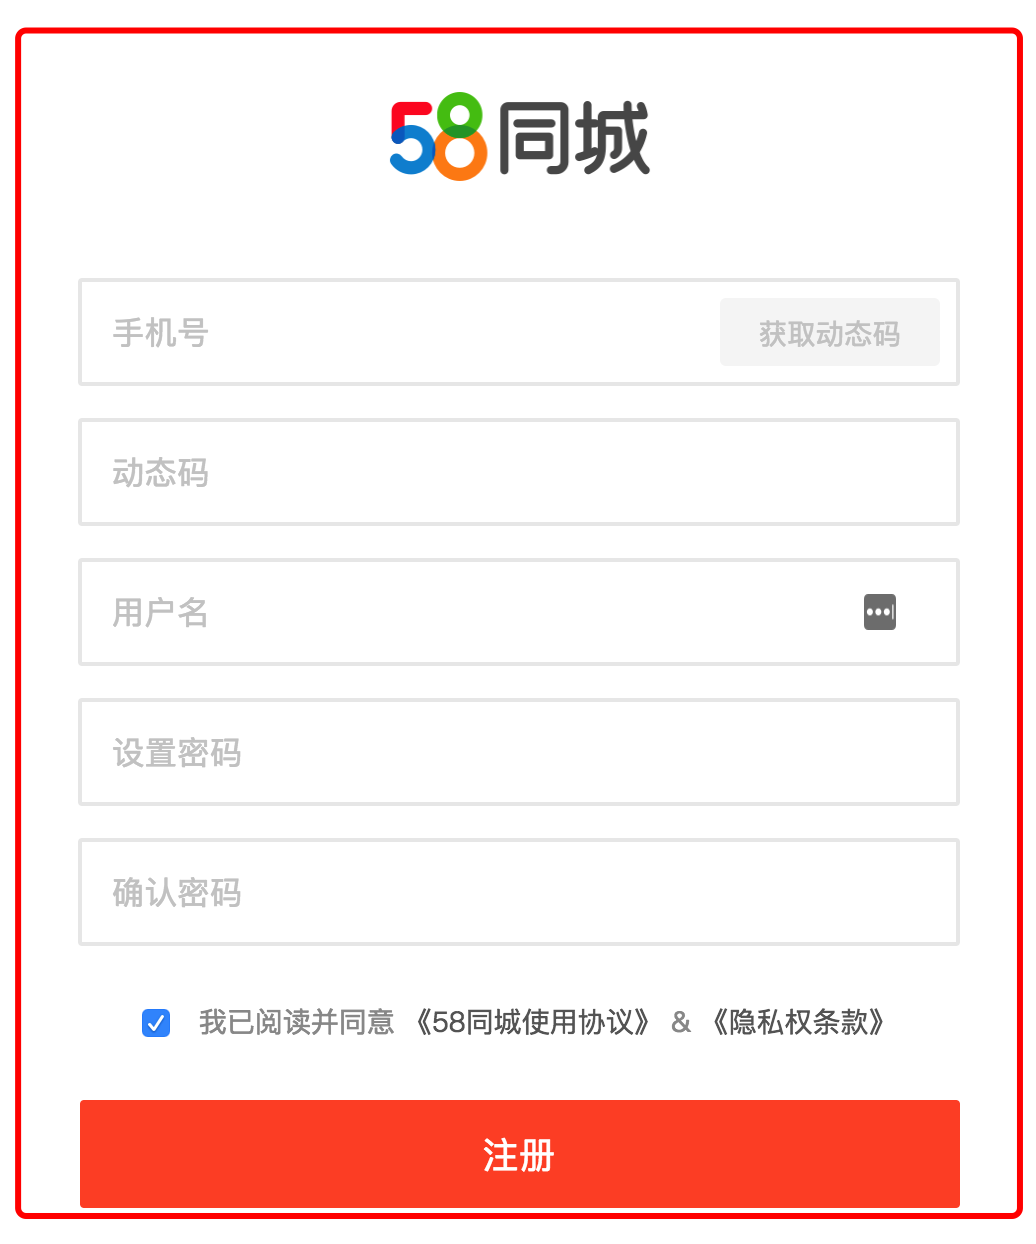 58同城
手机号 获取动态码
动态码
用户名
设置密码
确认密码
我已阅读并同意 《58同城使用协议》 & 《隐私权条款》
注册